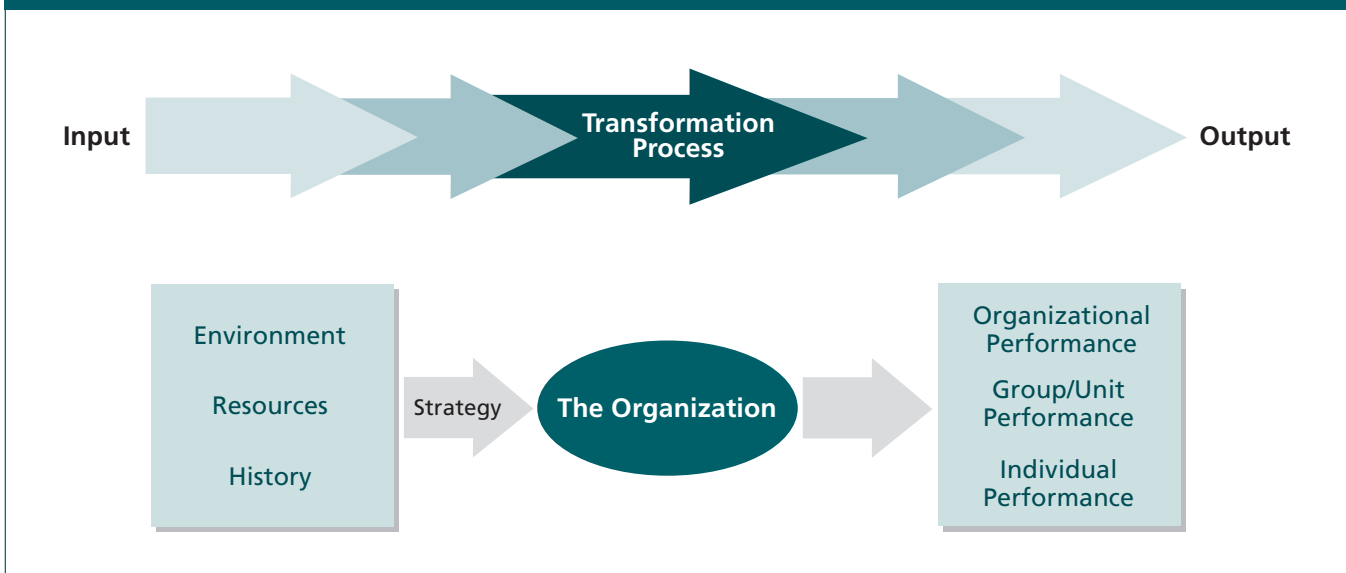 Input
Transformation
Process
Output
Environment
Resources
History
Strategy
The Organization
Organizational
Performance
Group/Unit
Performance
Individual
Performance